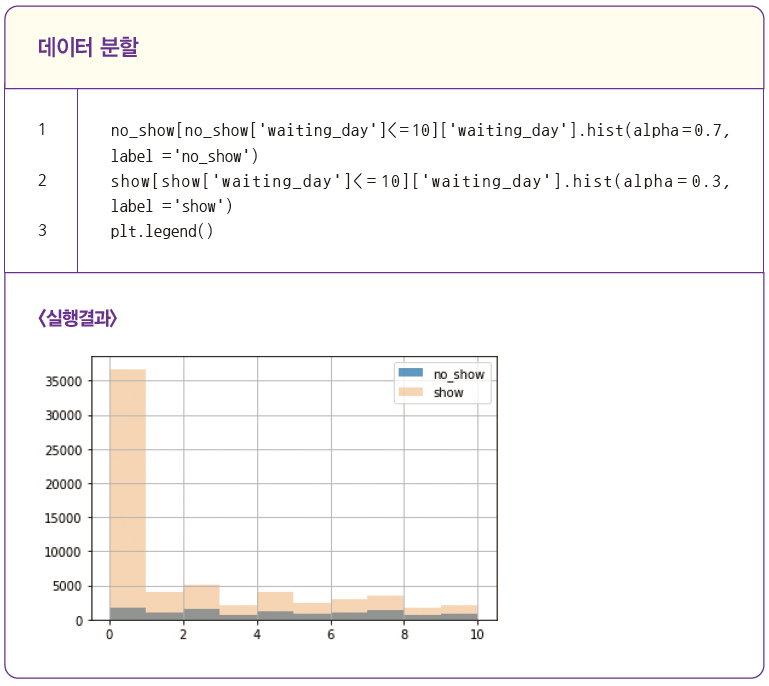 데이터 분할
1 no_show[no_show['waiting_day']<=10]['waiting_day'].hist(alpha=0.7,
label ='no_show')
2 show[show['waiting_day']<=10]['waiting_day'].hist(alpha=0.3,
label ='show')
3 plt.legend()
<실행결과>
no_show
show
35000
30000
25000
20000
15000
10000
5000
0
0 2 4 6 8 10